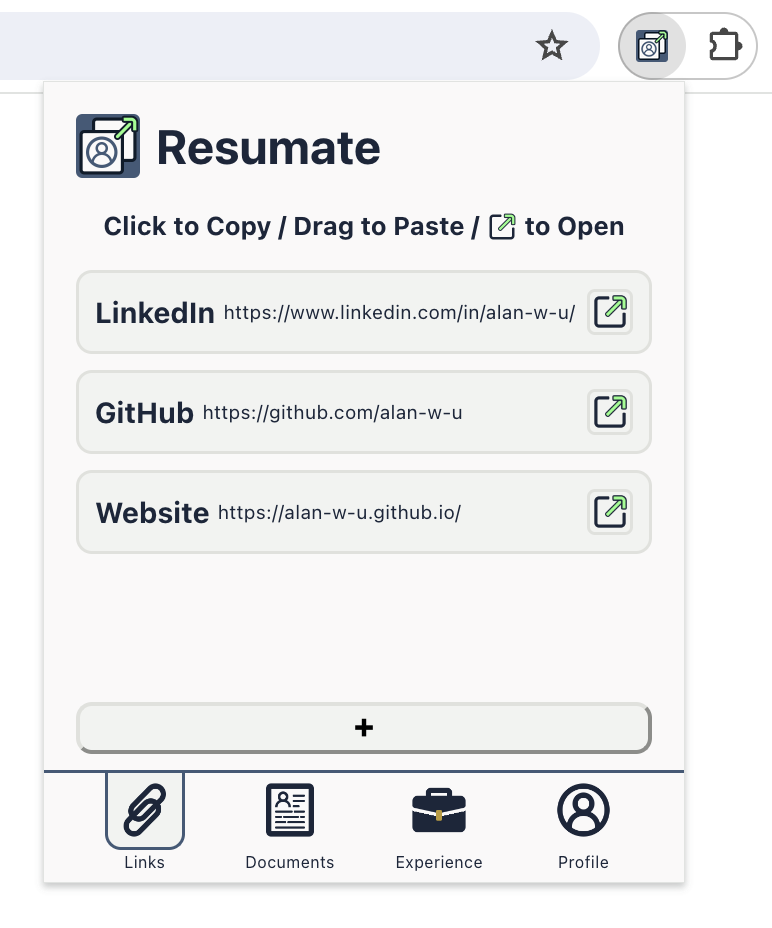 Resumate
Click to Copy / Drag to Paste / to Open
LinkedIn https://www.linkedin.com/in/alan-w-u/
GitHub https://github.com/alan-w-u
Website https://alan-w-u.github.io/
+
Links Documents Experience Profile